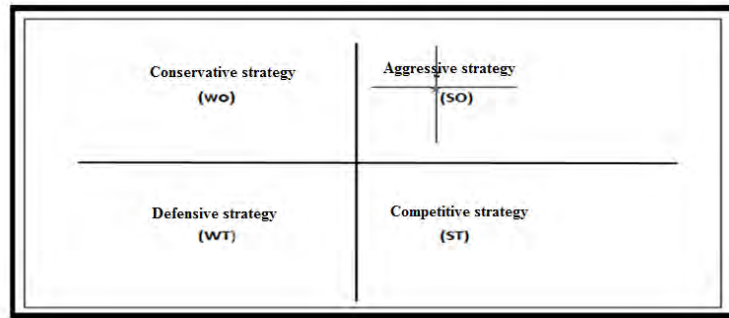 Conservative strategy
(WO)
Aggressive strategy
(SO)
Defensive strategy
(WT)
Competitive strategy
(ST)